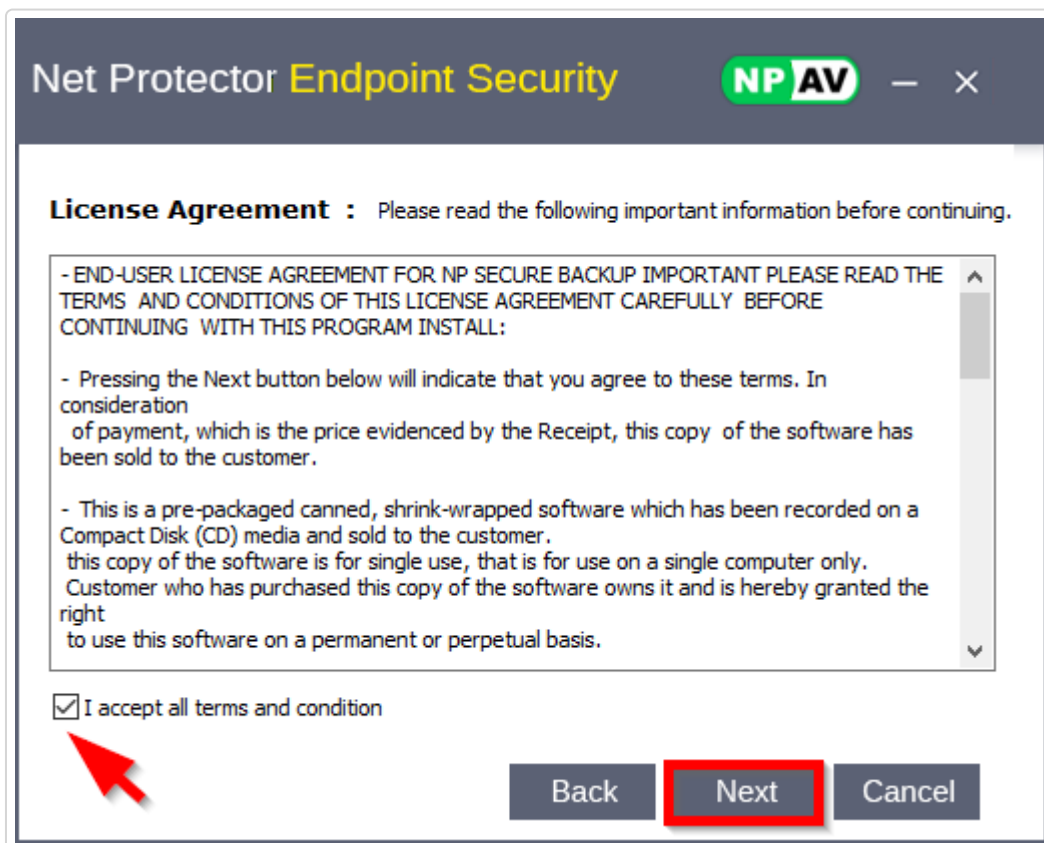 Net Protector Endpoint Security NP AV
License Agreement : Please read the following important information before continuing.
- END-USER LICENSE AGREEMENT FOR NP SECURE BACKUP IMPORTANT PLEASE READ THE
TERMS AND CONDITIONS OF THIS LICENSE AGREEMENT CAREFULLY BEFORE
CONTINUING WITH THIS PROGRAM INSTALL:
- Pressing the Next button below will indicate that you agree to these terms. In
consideration
of payment, which is the price evidenced by the Receipt, this copy of the software has
been sold to the customer.
- This is a pre-packaged canned, shrink-wrapped software which has been recorded on a
Compact Disk (CD) media and sold to the customer.
this copy of the software is for single use, that is for use on a single computer only.
Customer who has purchased this copy of the software owns it and is hereby granted the
right
to use this software on a permanent or perpetual basis.
I accept all terms and condition
Back Next Cancel